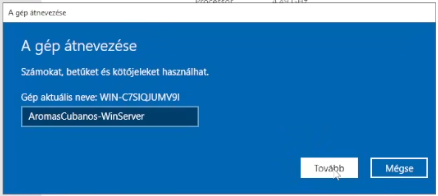 A gép átnevezése
A gép átnevezése
Számokat, betűket és kötőjeleket használhat.
Gép aktuális neve: WIN-C7SIQJUMV9I
AromasCubanos-WinServer
Tovább
Mégse